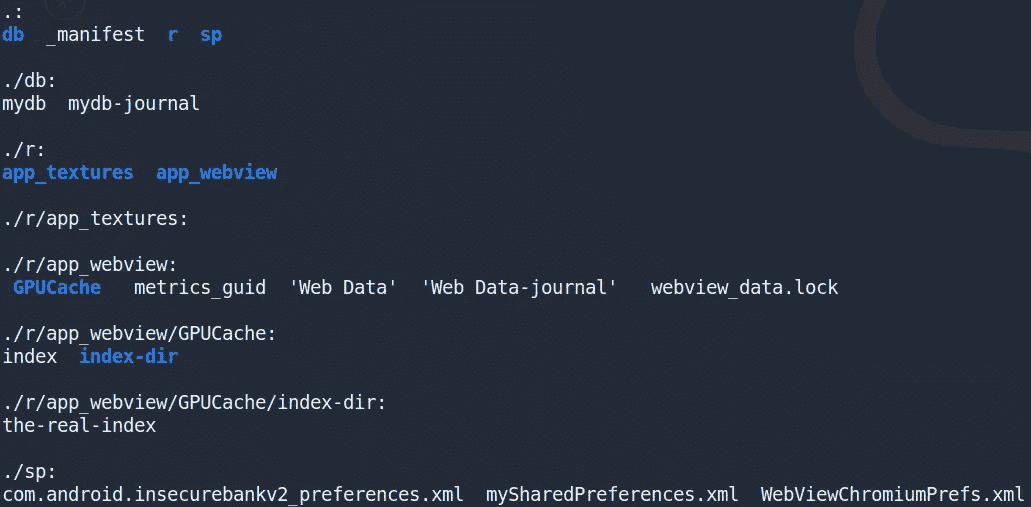 .:
db  _manifest  r  sp
./db:
mydb  mydb-journal
./r:
app_textures  app_webview
./r/app_textures:
./r/app_webview:
GPUCache   metrics_guid  'Web Data'  'Web Data-journal'   webview_data.lock
./r/app_webview/GPUCache:
index  index-dir
./r/app_webview/GPUCache/index-dir:
the-real-index
./sp:
com.android.insecurebankv2_preferences.xml  mySharedPreferences.xml  WebViewChromiumPrefs.xml